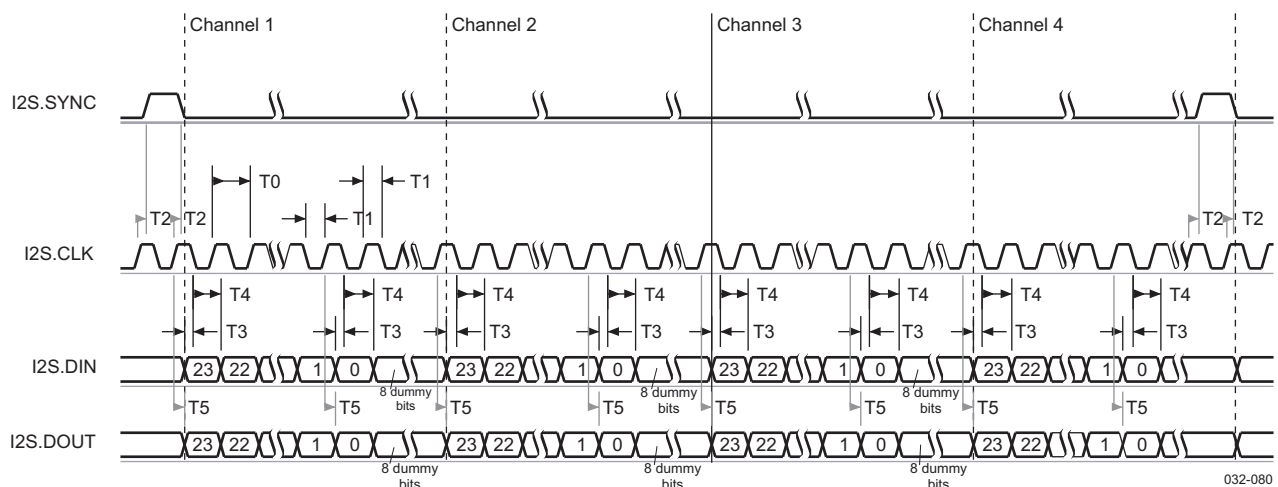 Channel 1 Channel 2 Channel 3 Channel 4
I2S.SYNC
T0 T1
T2 T2 T1 T2 T2
I2S.CLK
T4 T4 T4 T4 T4 T4 T4 T4
T3 T3 T3 T3 T3 T3 T3 T3
I2S.DIN 23 22 1 0 23 22 1 0 23 22 1 0 23 22 1 0
8 dummy 8 dummy 8 dummy
bits bits bits
T5 T5 T5 T5 T5 T5 T5 T5
I2S.DOUT 23 22 1 0 23 22 1 0 23 22 1 0 23 22 1 0
8 dummy 8 dummy 8 dummy
bits bits bits
032-080